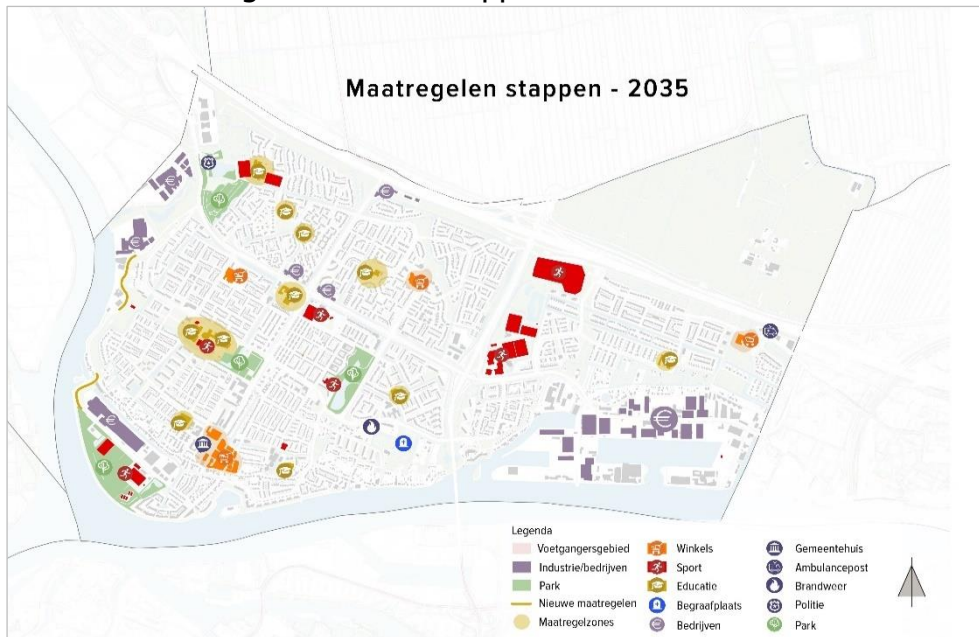 Maatregelen stappen - 2035
Legenda
Voetgangersgebied
Industrie/bedrijven
Park
Nieuwe maatregelen
Maatregelzones
Winkels
Sport
Educatie
Begraafplaats
Bedrijven
Gemeentehuis
Ambulancepost
Brandweer
Politie
Park